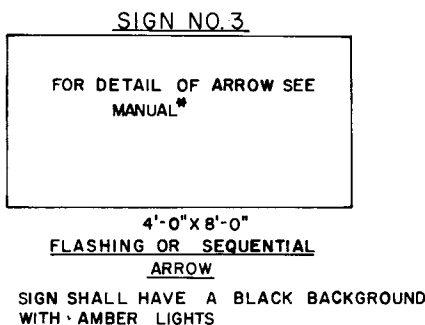 SIGN NO. 3
FOR DETAIL OF ARROW SEE
MANUAL*
4'-0" X 8'-0"
FLASHING OR SEQUENTIAL
ARROW
SIGN SHALL HAVE A BLACK BACKGROUND
WITH AMBER LIGHTS